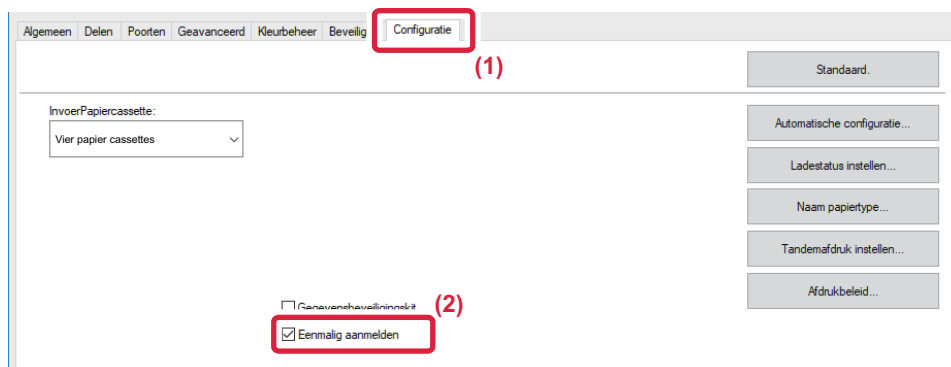 Algemeen Delen Poorten Geavanceerd Kleurbeheer Beveilig Configuratie
(1)
Standaard.
InvoerPapiercassette:
Vier papier cassettes
Automatische configuratie...
Ladestatus instellen...
Naam papiertype...
Tandemafdruk instellen...
Afdrukbeleid...
Gegevensbeveiligingskit
(2)
Eenmalig aanmelden